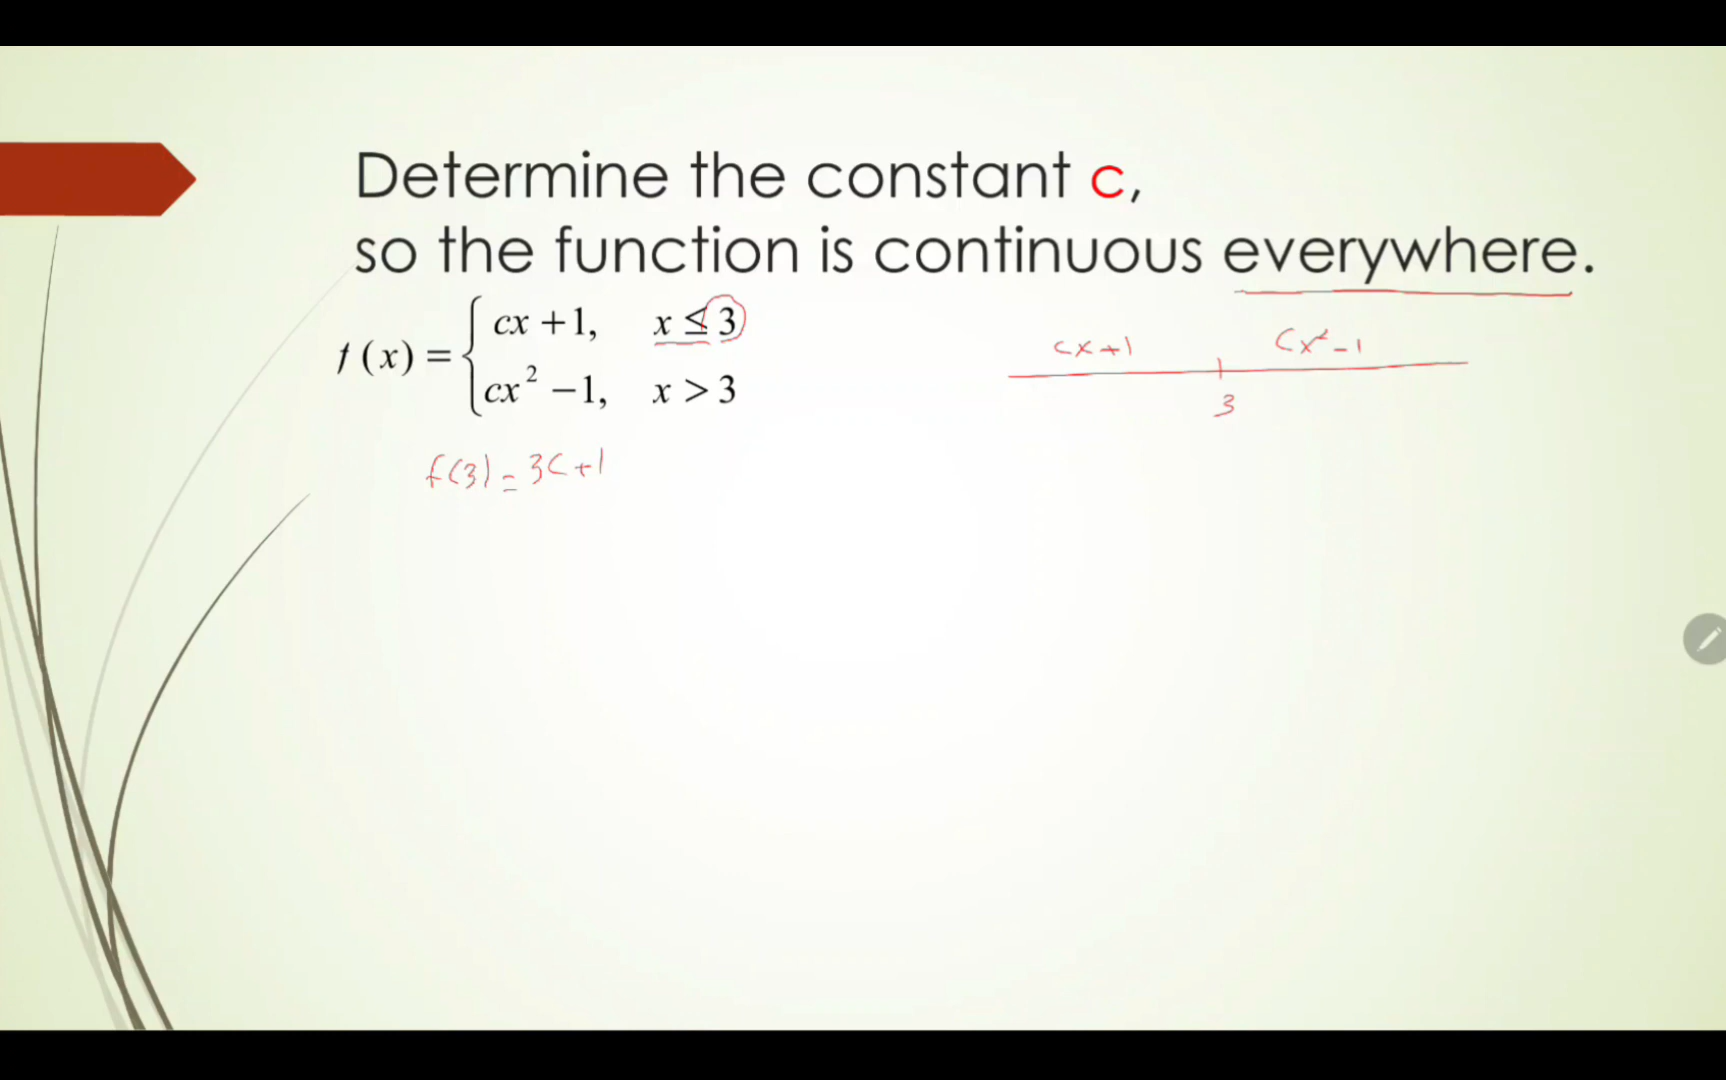 Determine the constant c,
so the function is continuous everywhere.
f(x) = { cx + 1, x ≤ 3
cx² − 1, x > 3
cx+1 cx²-1
3
f(3) = 3c+1